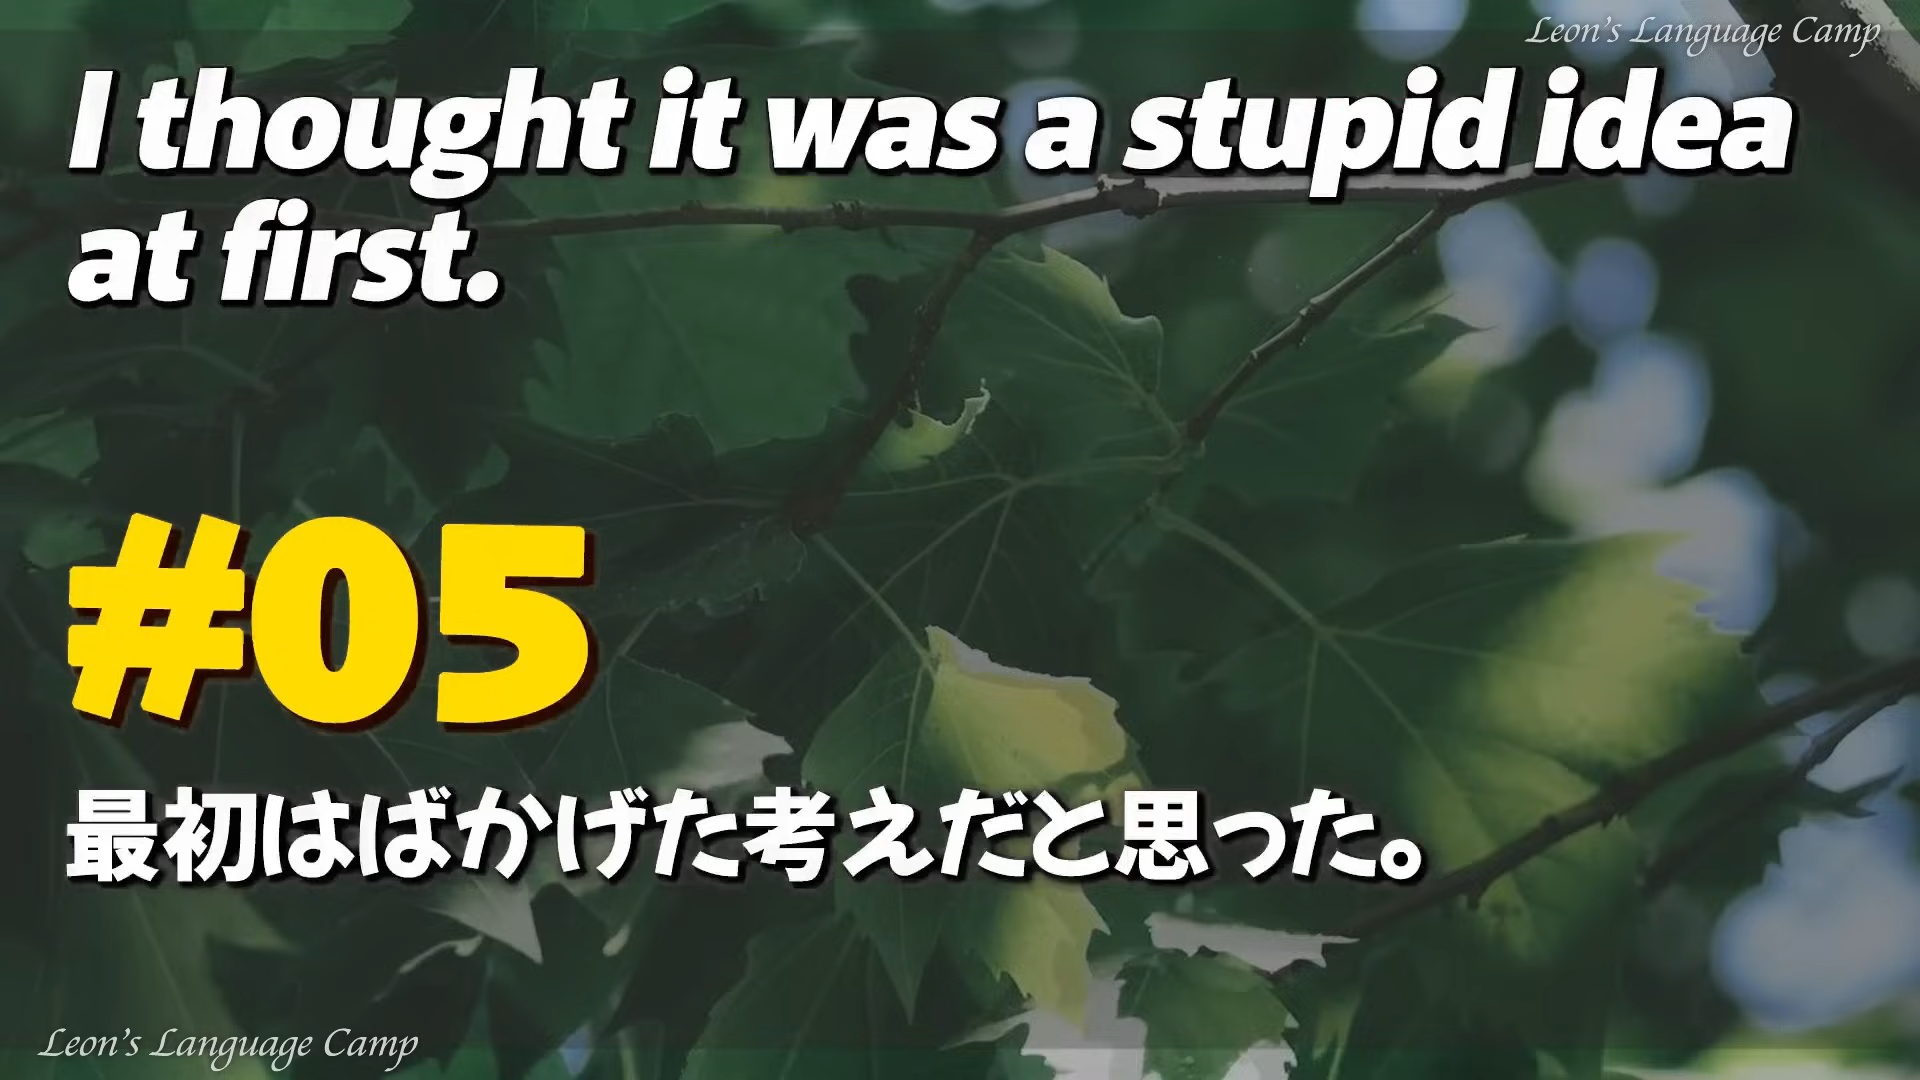 Leon's Language Camp
I thought it was a stupid idea
at first.
#05
最初はばかげた考えだと思った。
Leon's Language Camp